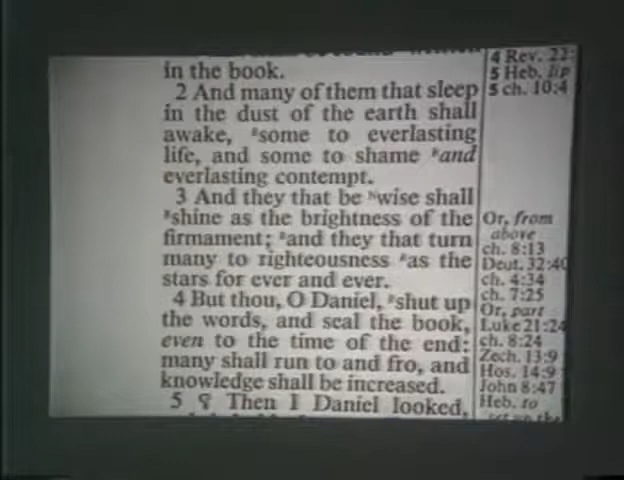 in the book.
2 And many of them that sleep
in the dust of the earth shall
awake, some to everlasting
life, and some to shame and
everlasting contempt.
3 And they that be wise shall
shine as the brightness of the
firmament; and they that turn
many to righteousness as the
stars for ever and ever.
4 But thou, O Daniel, shut up
the words, and seal the book,
even to the time of the end:
many shall run to and fro, and
knowledge shall be increased.
5 ¶ Then I Daniel looked,
4 Rev. 22:
5 Heb. lip
5 ch. 10:4
Or, from
above
ch. 8:13
Deut. 32:40
ch. 4:34
ch. 7:25
Or, part
Luke 21:24
ch. 8:24
Zech. 13:9
Hos. 14:9
John 8:47
Heb. to